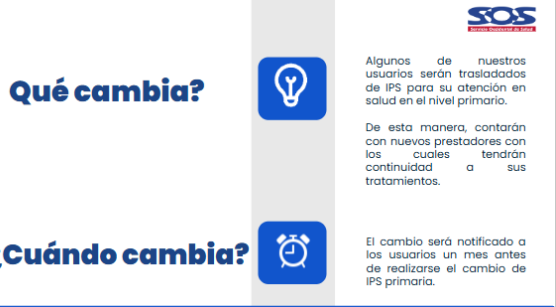 SOS
Servicio Occidental de Salud
Qué cambia?
Algunos de nuestros
usuarios serán trasladados
de IPS para su atención en
salud en el nivel primario.
De esta manera, contarán
con nuevos prestadores con
los cuales tendrán
continuidad a sus
tratamientos.
¿Cuándo cambia?
El cambio será notificado a
los usuarios un mes antes
de realizarse el cambio de
IPS primaria.